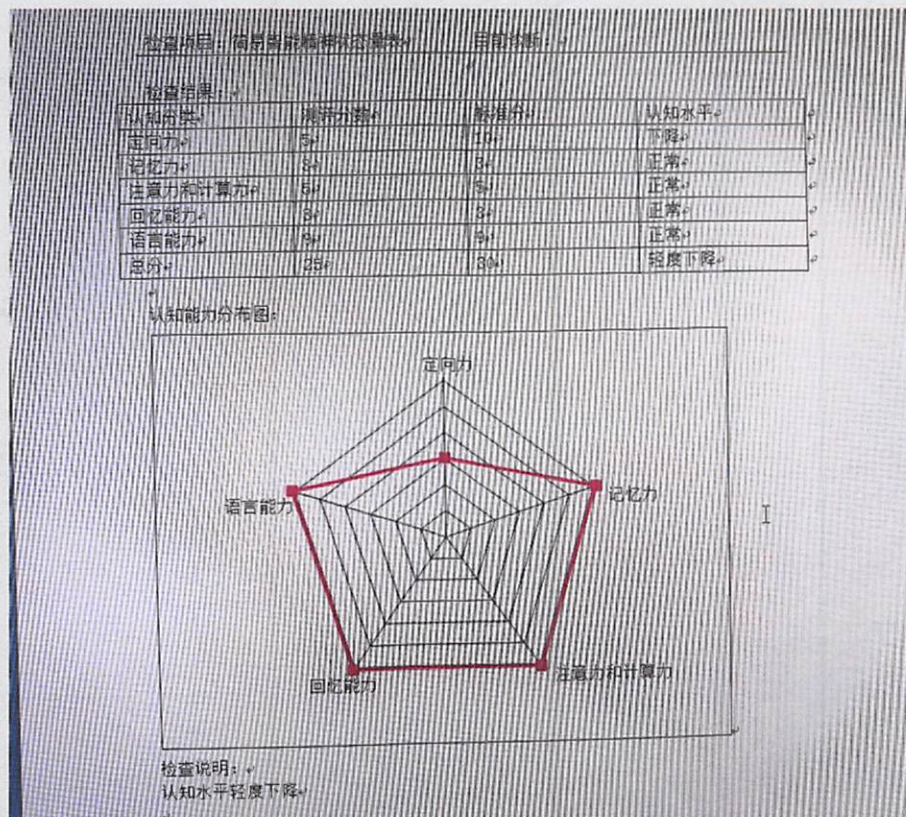 检查项目：简易智能精神状态量表 目前诊断：
检查结果：
认知分类 测评分数 标准分 认知水平
定向力 5 10 下降
记忆力 3 3 正常
注意力和计算力 5 5 正常
回忆能力 3 3 正常
语言能力 9 9 正常
总分 25 30 轻度下降
认知能力分布图：
定向力
记忆力
语言能力
注意力和计算力
回忆能力
检查说明：
认知水平轻度下降